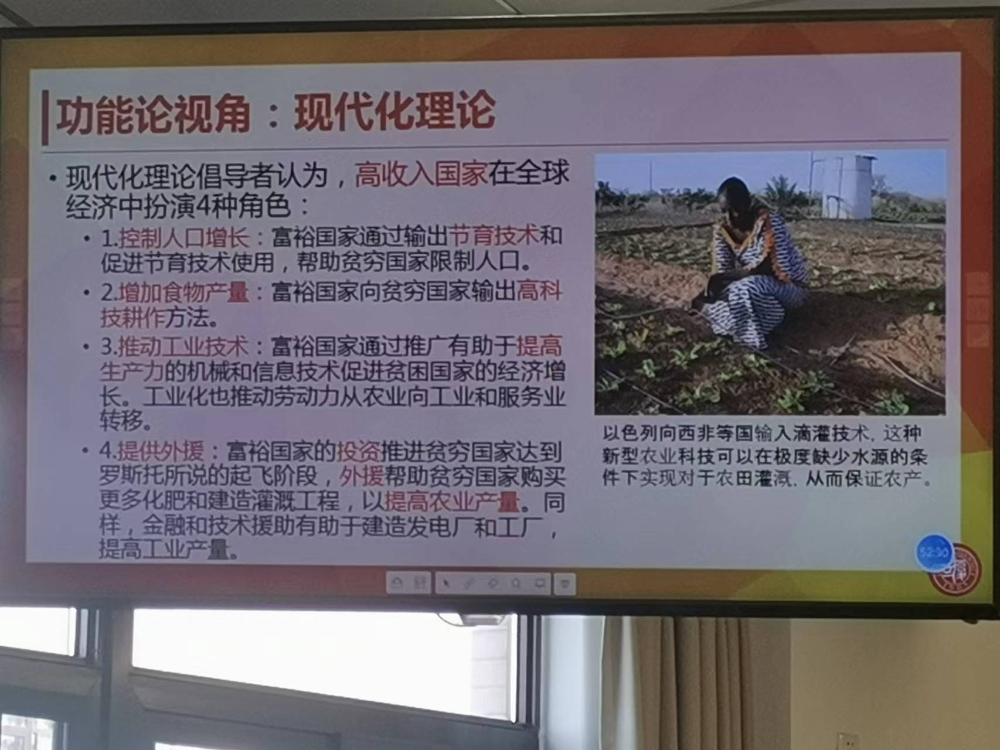 功能论视角：现代化理论
• 现代化理论倡导者认为，高收入国家在全球
经济中扮演4种角色：
• 1.控制人口增长：富裕国家通过输出节育技术和
促进节育技术使用，帮助贫穷国家限制人口。
• 2.增加食物产量：富裕国家向贫穷国家输出高科
技耕作方法。
• 3.推动工业技术：富裕国家通过推广有助于提高
生产力的机械和信息技术促进贫困国家的经济增
长。工业化也推动劳动力从农业向工业和服务业
转移。
• 4.提供外援：富裕国家的投资推进贫穷国家达到
罗斯托所说的起飞阶段，外援帮助贫穷国家购买
更多化肥和建造灌溉工程，以提高农业产量。同
样，金融和技术援助有助于建造发电厂和工厂，
提高工业产量。
以色列向西非等国输入滴灌技术，这种
新型农业科技可以在极度缺少水源的条
件下实现对于农田灌溉，从而保证农产。
52:30